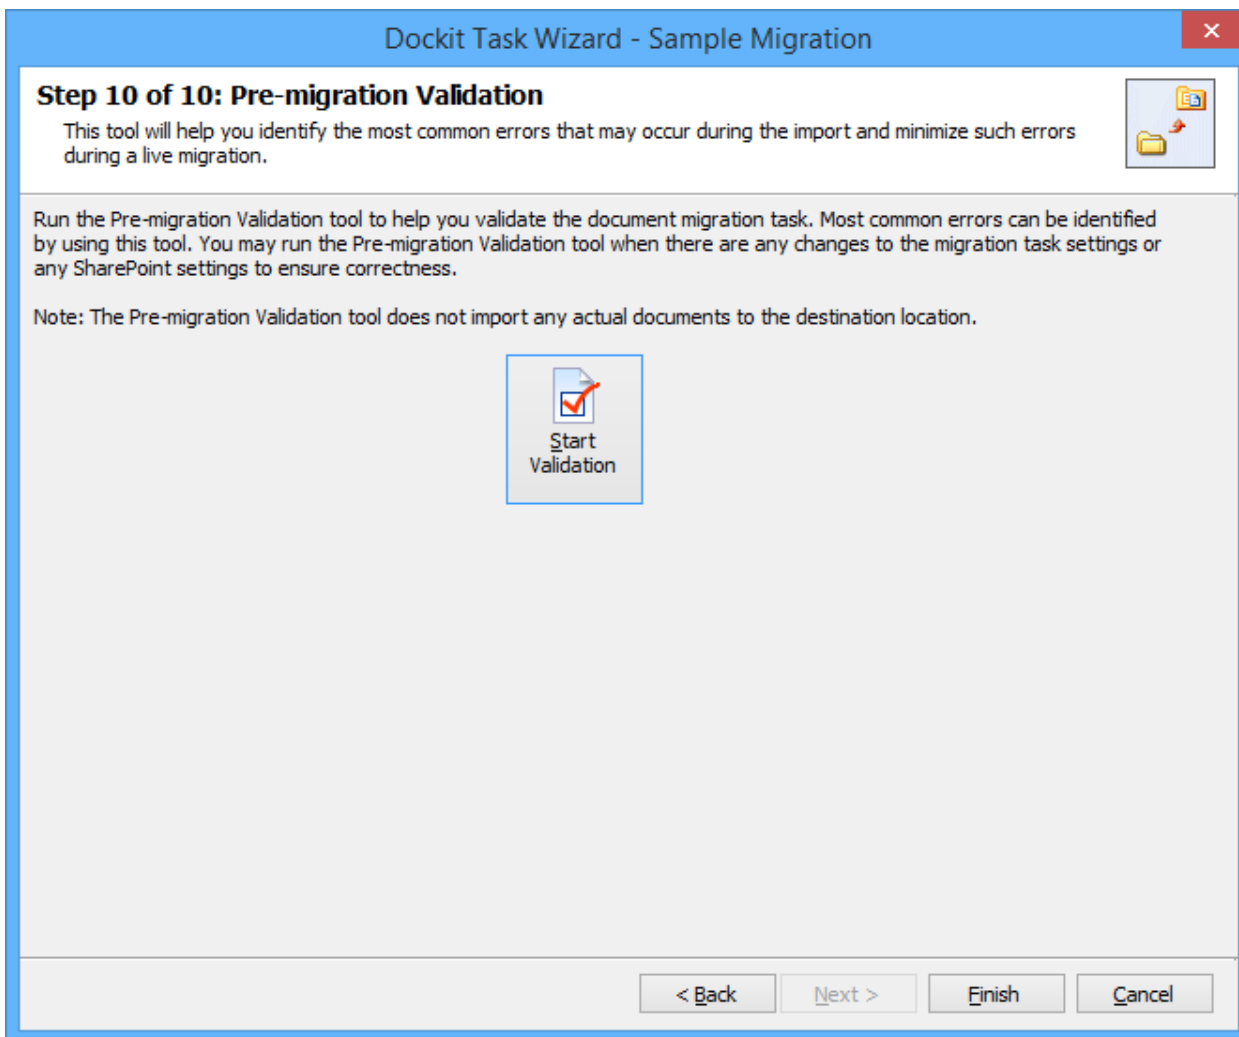 Dockit Task Wizard - Sample Migration
Step 10 of 10: Pre-migration Validation
This tool will help you identify the most common errors that may occur during the import and minimize such errors
during a live migration.
Run the Pre-migration Validation tool to help you validate the document migration task. Most common errors can be identified
by using this tool. You may run the Pre-migration Validation tool when there are any changes to the migration task settings or
any SharePoint settings to ensure correctness.
Note: The Pre-migration Validation tool does not import any actual documents to the destination location.
Start
Validation
< Back Next > Finish Cancel